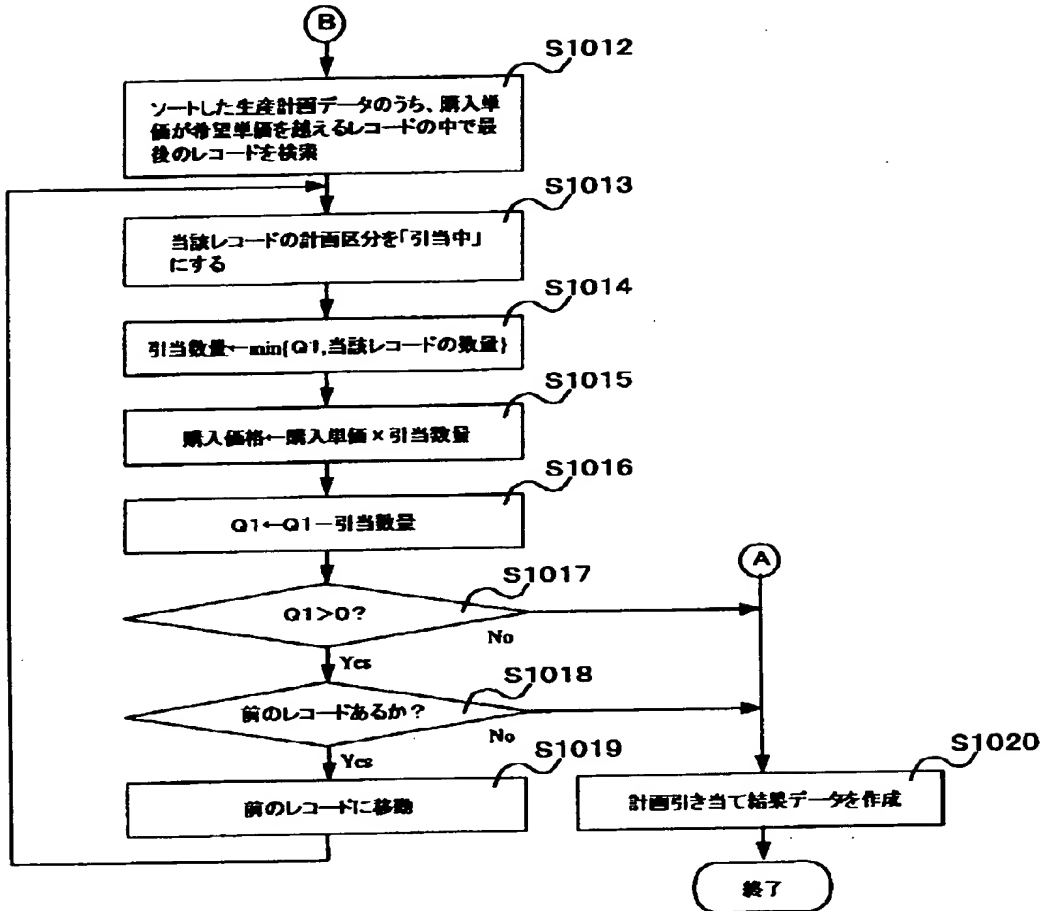 B
S1012
ソートした生産計画データのうち、購入単
価が希望単価を越えるレコードの中で最
後のレコードを検索
S1013
当該レコードの計画区分を「引当中」
にする
S1014
引当数量←min{Q1,当該レコードの数量}
S1015
購入価格←購入単価×引当数量
S1016
Q1←Q1－引当数量
A
S1017
Q1>0?
No
Yes
S1018
前のレコードあるか？
No
Yes
S1019
前のレコードに移動
S1020
計画引き当て結果データを作成
終了